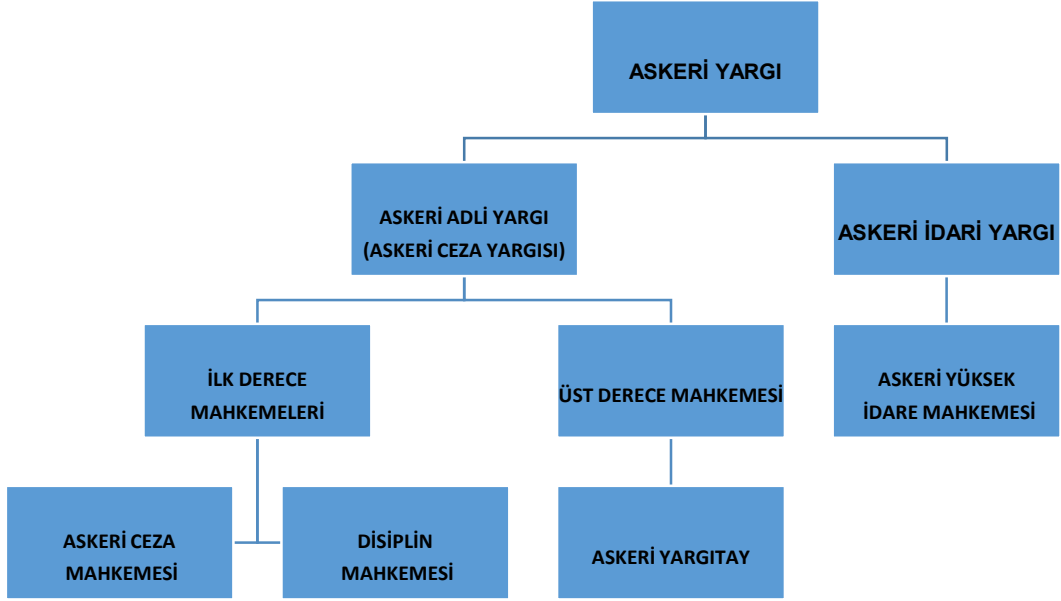 ASKERİ YARGI
ASKERİ ADLİ YARGI
(ASKERİ CEZA YARGISI)
ASKERİ İDARİ YARGI
İLK DERECE
MAHKEMELERİ
ÜST DERECE MAHKEMESİ
ASKERİ YÜKSEK
İDARE MAHKEMESİ
ASKERİ CEZA
MAHKEMESİ
DİSİPLİN
MAHKEMESİ
ASKERİ YARGITAY